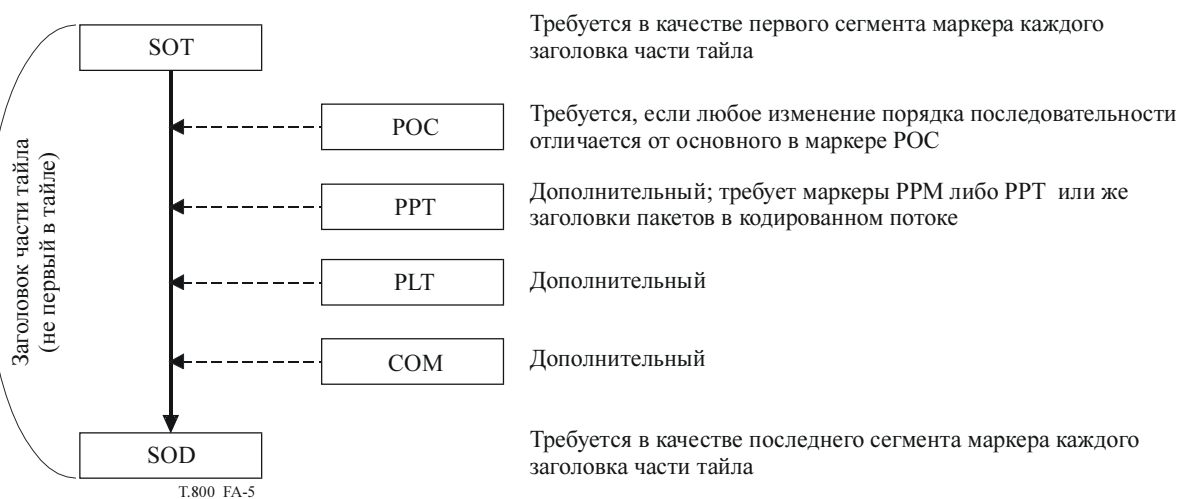 SOT
Требуется в качестве первого сегмента маркера каждого
заголовка части тайла
POC
Требуется, если любое изменение порядка последовательности
отличается от основного в маркере POC
PPT
Дополнительный; требует маркеры PPM либо PPT или же
заголовки пакетов в кодированном потоке
PLT
Дополнительный
COM
Дополнительный
SOD
Требуется в качестве последнего сегмента маркера каждого
заголовка части тайла
Заголовок части тайла
(не первый в тайле)
T.800_FA-5